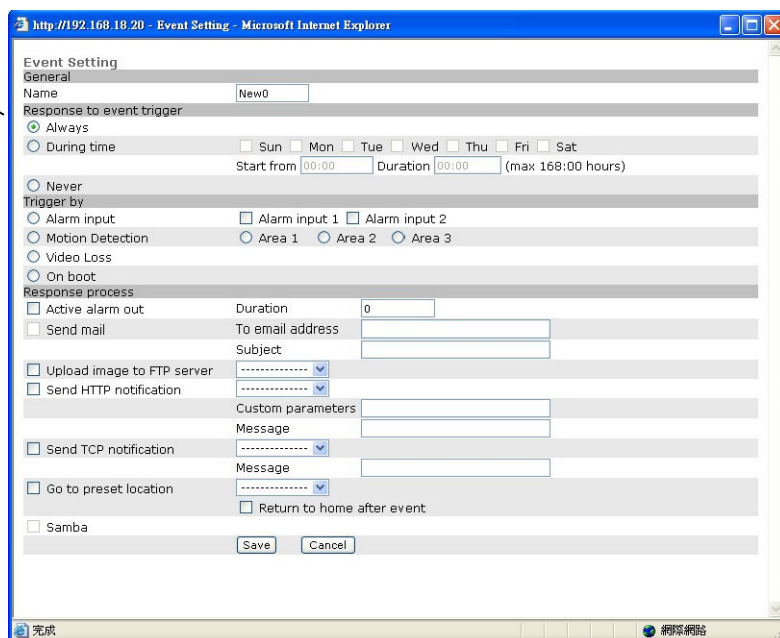 http://192.168.18.20 - Event Setting - Microsoft Internet Explorer
Event Setting
General
Name New0
Response to event trigger
Always
During time Sun Mon Tue Wed Thu Fri Sat
Start from 00:00 Duration 00:00 (max 168:00 hours)
Never
Trigger by
Alarm input Alarm input 1 Alarm input 2
Motion Detection Area 1 Area 2 Area 3
Video Loss
On boot
Response process
Active alarm out Duration 0
Send mail To email address
Subject
Upload image to FTP server --------------
Send HTTP notification --------------
Custom parameters
Message
Send TCP notification --------------
Message
Go to preset location --------------
Return to home after event
Samba
Save Cancel
完成 網際網路